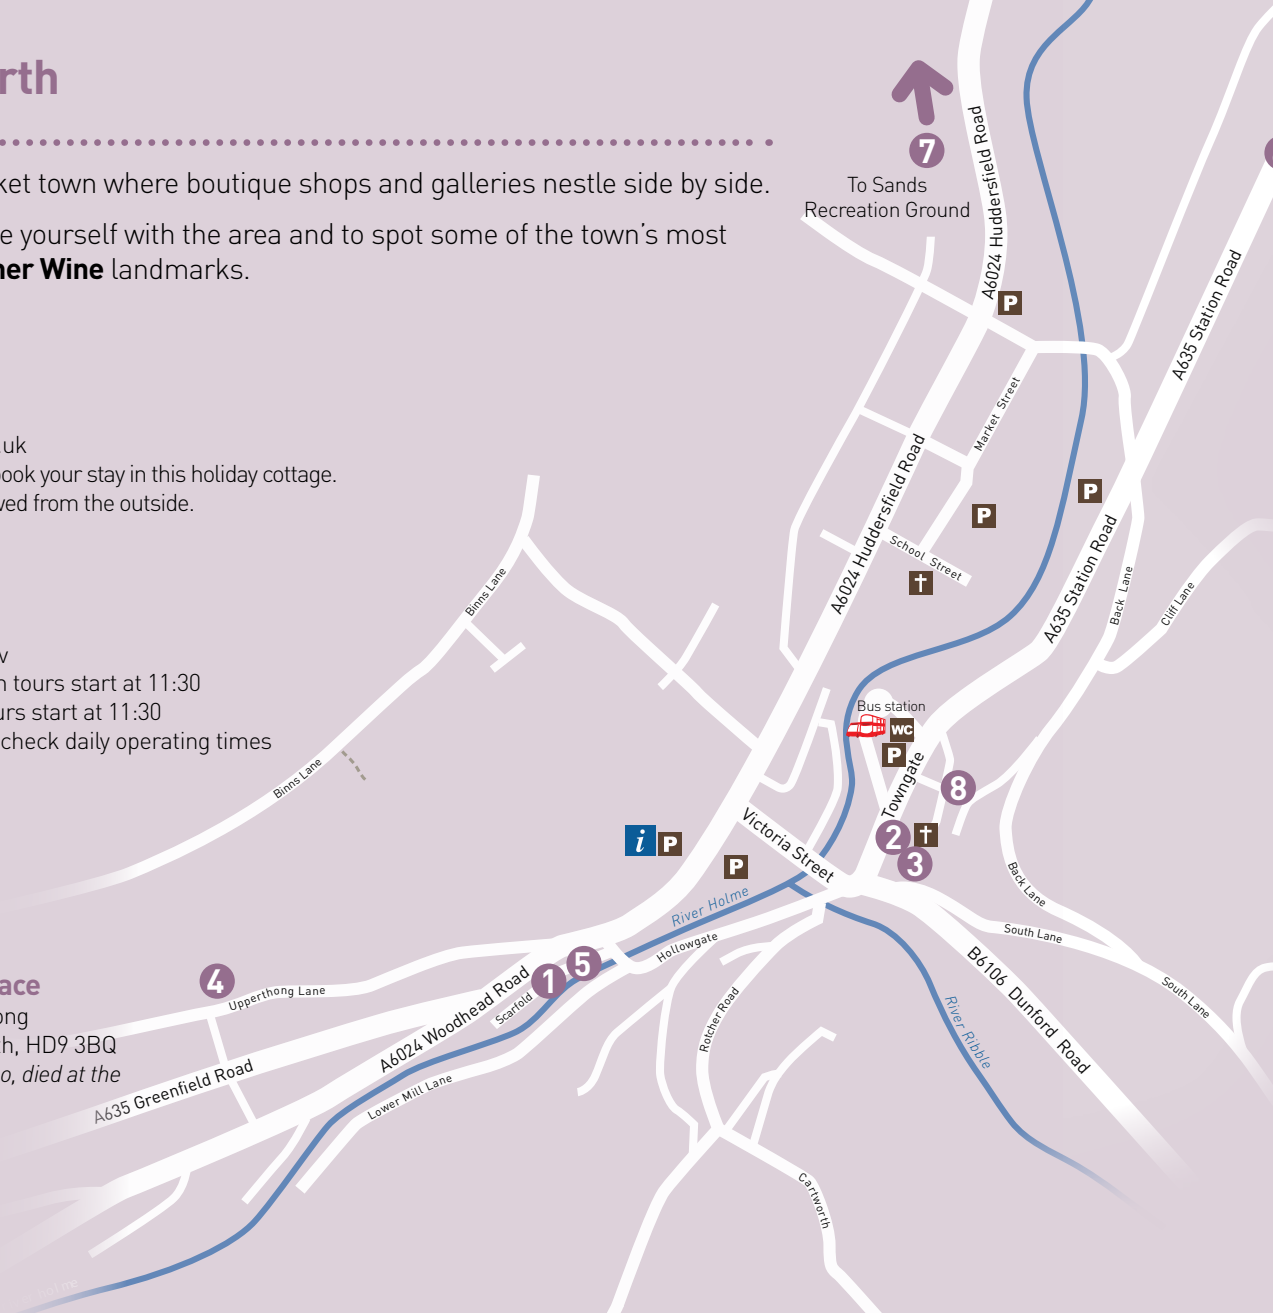 rth
ket town where boutique shops and galleries nestle side by side.
e yourself with the area and to spot some of the town's most
ner Wine landmarks.
.uk
book your stay in this holiday cottage.
wed from the outside.
v
n tours start at 11:30
urs start at 11:30
check daily operating times
ace
ong
th, HD9 3BQ
o, died at the
7
To Sands
Recreation Ground
A6024 Huddersfield Road
P
A635 Station Road
Market Street
P
P
A6024 Huddersfield Road
School Street
A635 Station Road
Back Lane
Cliff Lane
Binns Lane
Binns Lane
Bus station
WC
P
Towngate
8
2
3
Victoria Street
i
P
P
River Holme
Hollowgate
Back Lane
South Lane
South Lane
B6106 Dunford Road
River Ribble
4
Upperthong Lane
1
5
Scarfold
A6024 Woodhead Road
Rotcher Road
A635 Greenfield Road
Lower Mill Lane
Cartworth